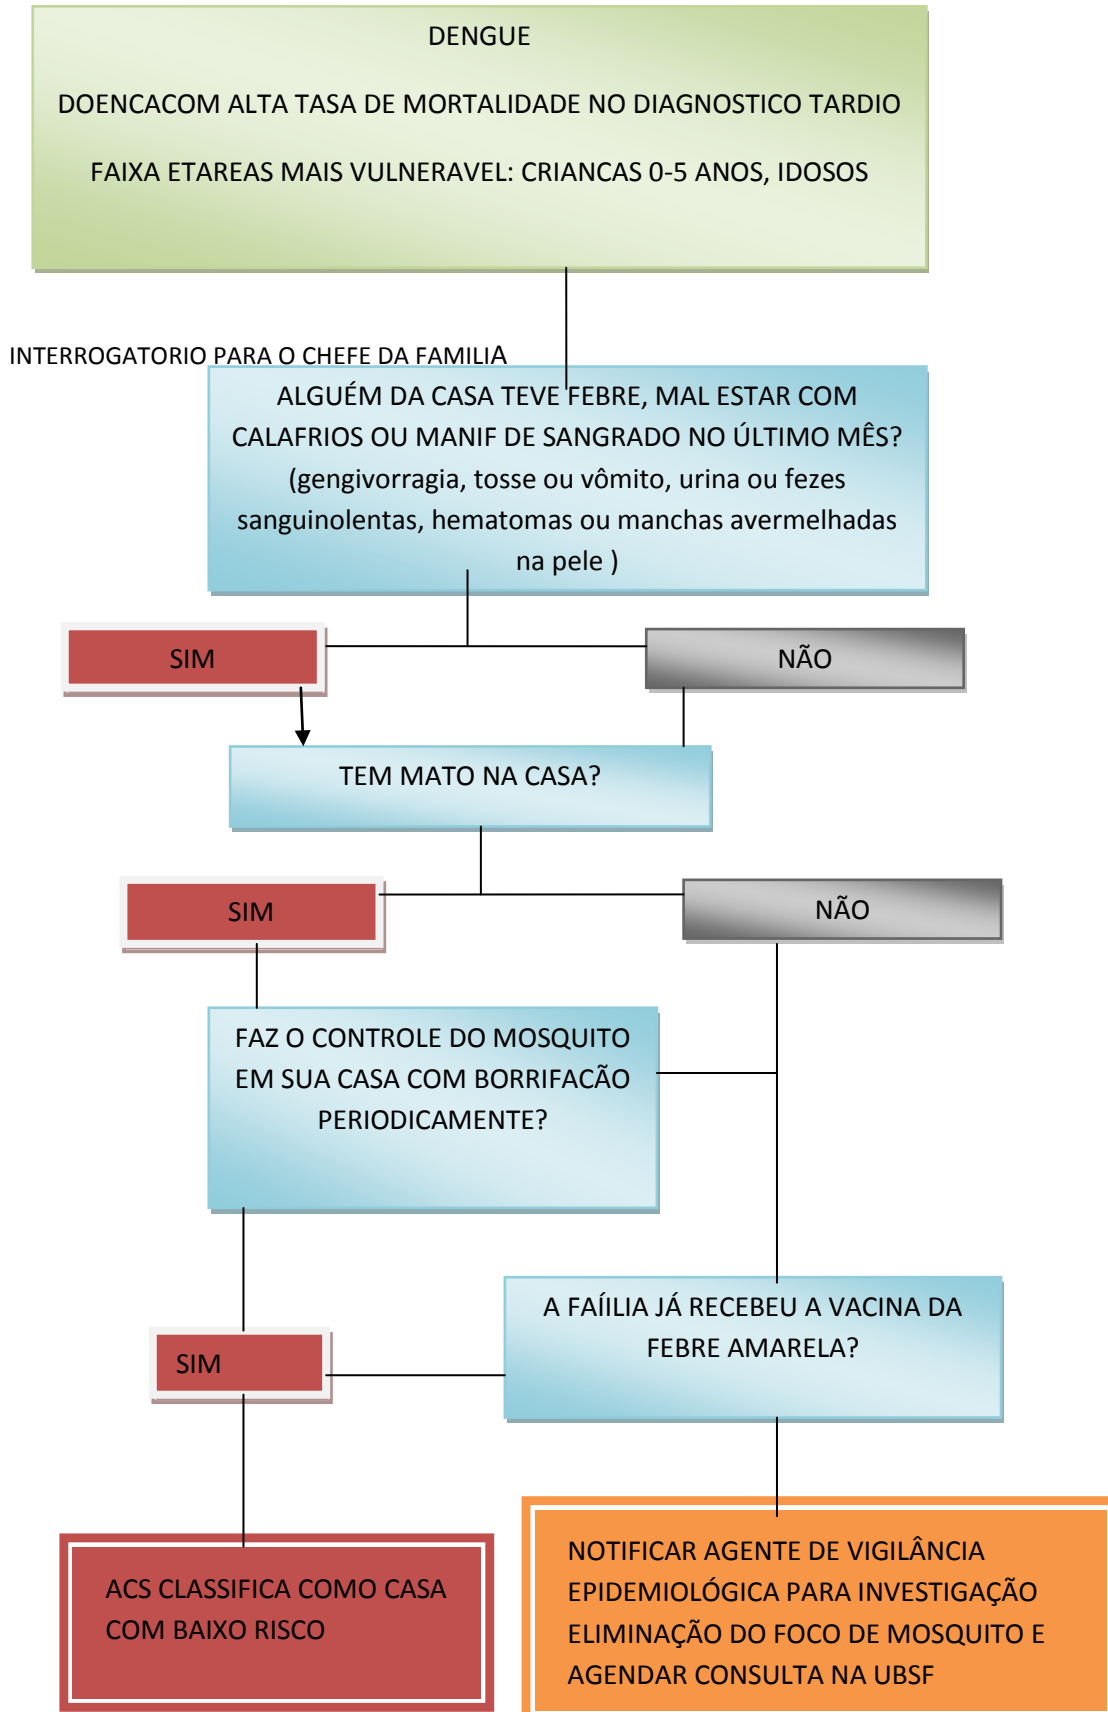 DENGUE
DOENCACOM ALTA TASA DE MORTALIDADE NO DIAGNOSTICO TARDIO
FAIXA ETAREAS MAIS VULNERAVEL: CRIANCAS 0-5 ANOS, IDOSOS
INTERROGATORIO PARA O CHEFE DA FAMILIA
ALGUÉM DA CASA TEVE FEBRE, MAL ESTAR COM
CALAFRIOS OU MANIF DE SANGRADO NO ÚLTIMO MÊS?
(gengivorragia, tosse ou vômito, urina ou fezes
sanguinolentas, hematomas ou manchas avermelhadas
na pele )
SIM
NÃO
TEM MATO NA CASA?
SIM
NÃO
FAZ O CONTROLE DO MOSQUITO
EM SUA CASA COM BORRIFACÃO
PERIODICAMENTE?
A FAÍILIA JÁ RECEBEU A VACINA DA
FEBRE AMARELA?
SIM
ACS CLASSIFICA COMO CASA
COM BAIXO RISCO
NOTIFICAR AGENTE DE VIGILÂNCIA
EPIDEMIOLÓGICA PARA INVESTIGAÇÃO
ELIMINAÇÃO DO FOCO DE MOSQUITO E
AGENDAR CONSULTA NA UBSF